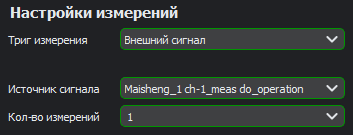 Настройки измерений
Триг измерения Внешний сигнал
Источник сигнала Maisheng_1 ch-1_meas do_operation
Кол-во измерений 1